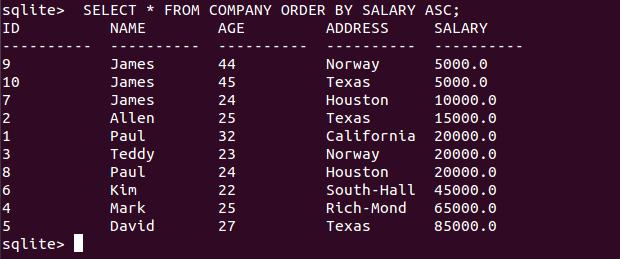 sqlite>  SELECT * FROM COMPANY ORDER BY SALARY ASC;
ID          NAME        AGE         ADDRESS     SALARY
----------  ----------  ----------  ----------  ----------
9           James       44          Norway      5000.0
10          James       45          Texas       5000.0
7           James       24          Houston     10000.0
2           Allen       25          Texas       15000.0
1           Paul        32          California  20000.0
3           Teddy       23          Norway      20000.0
8           Paul        24          Houston     20000.0
6           Kim         22          South-Hall  45000.0
4           Mark        25          Rich-Mond   65000.0
5           David       27          Texas       85000.0
sqlite>